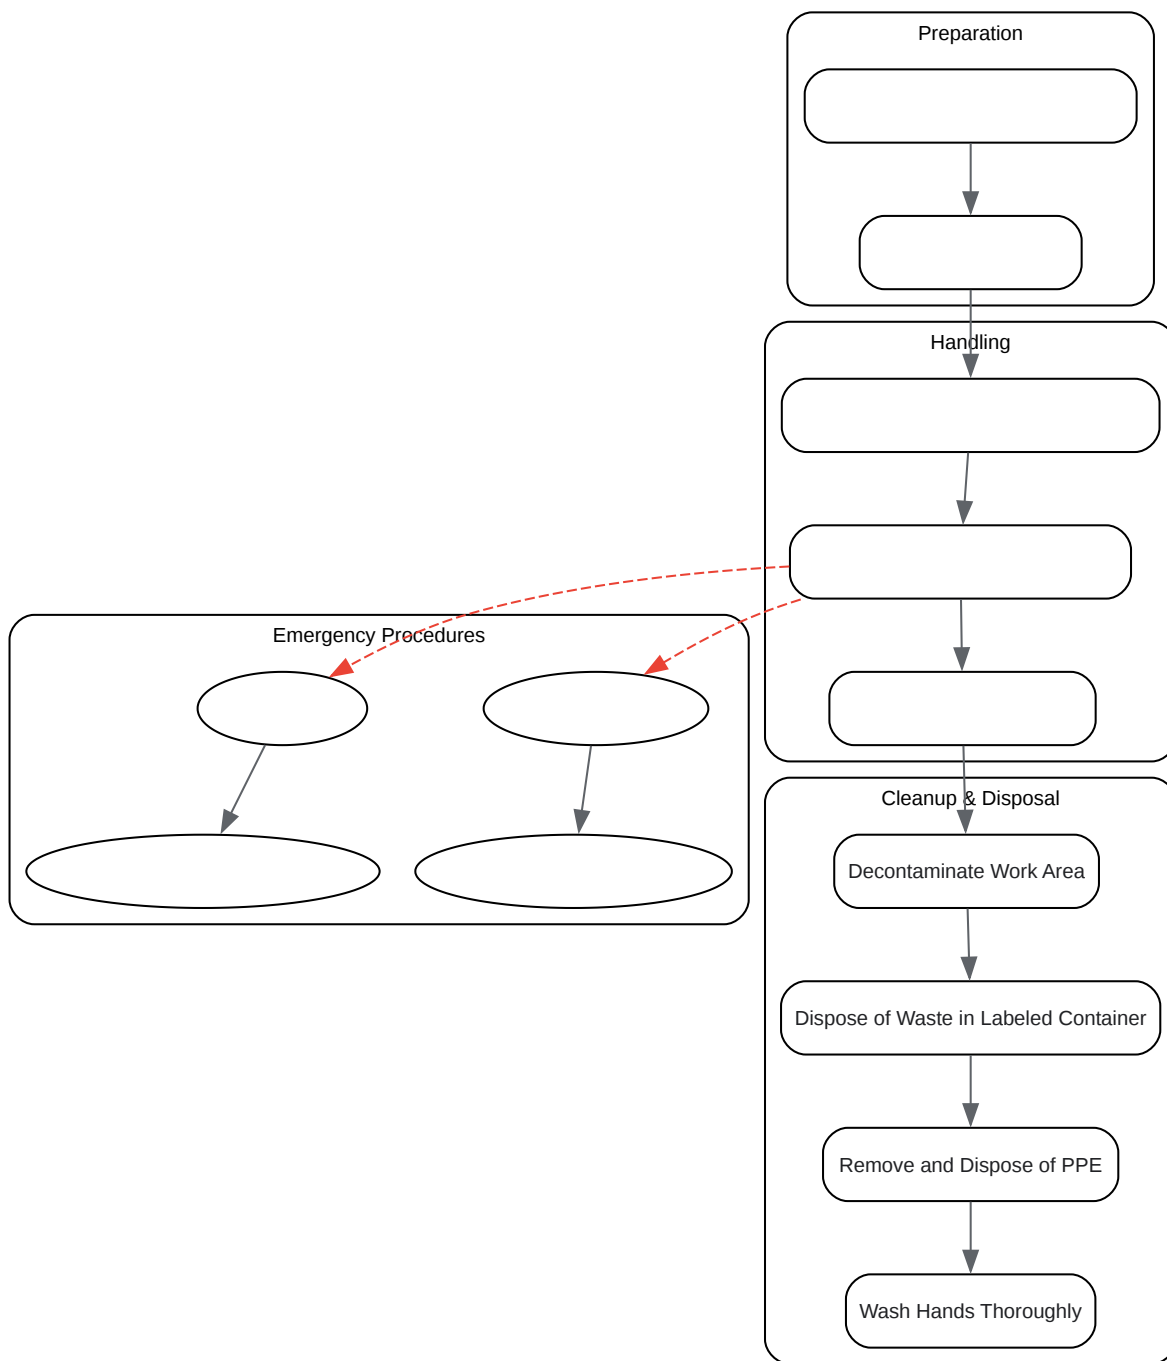 Preparation
Handling
Emergency Procedures
Cleanup & Disposal
Decontaminate Work Area
Dispose of Waste in Labeled Container
Remove and Dispose of PPE
Wash Hands Thoroughly